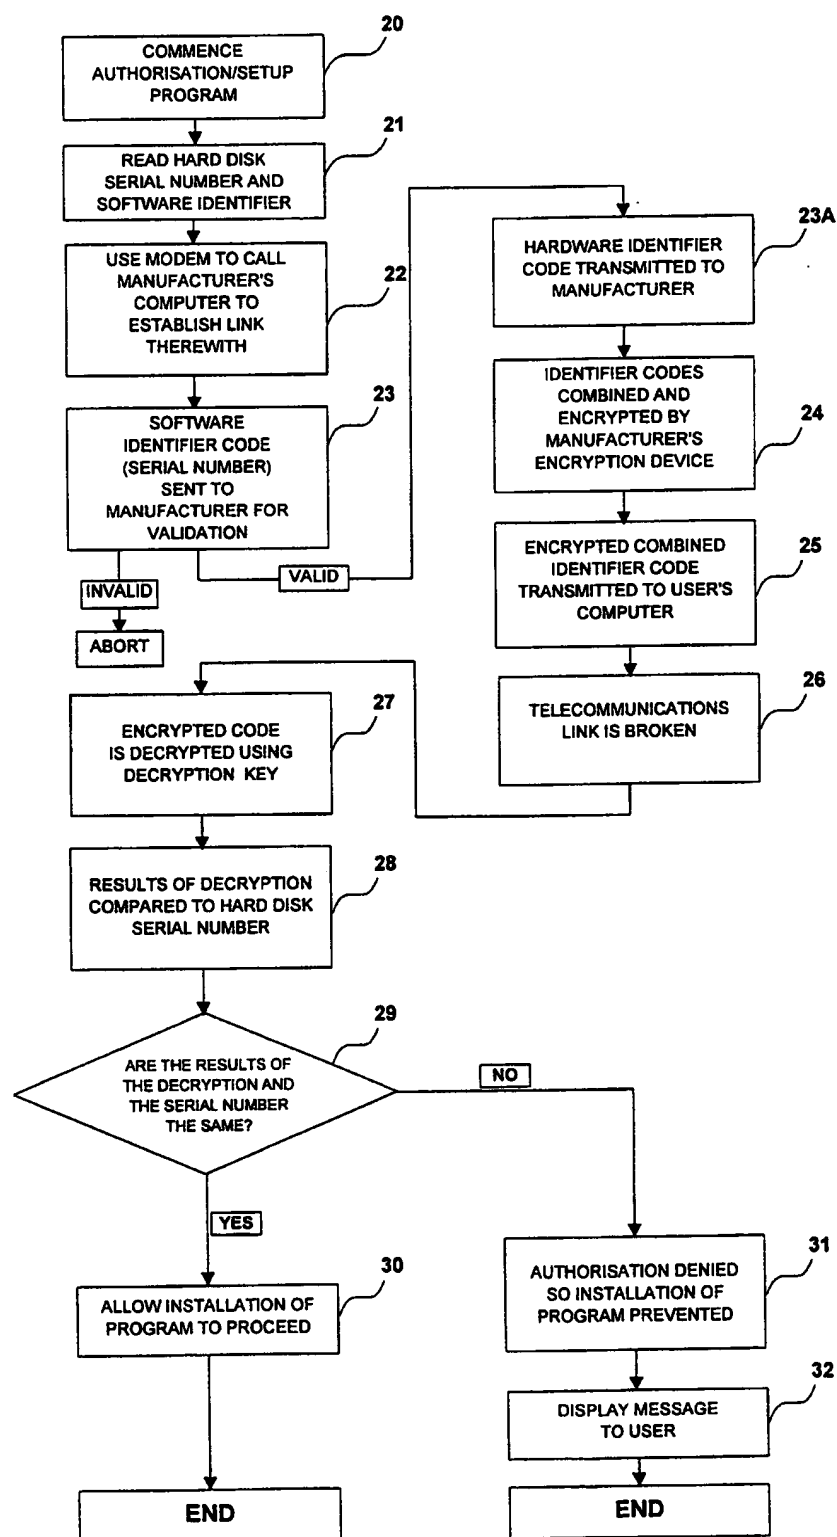 20
COMMENCE
AUTHORISATION/SETUP
PROGRAM
21
READ HARD DISK
SERIAL NUMBER AND
SOFTWARE IDENTIFIER
22
USE MODEM TO CALL
MANUFACTURER'S
COMPUTER TO
ESTABLISH LINK
THEREWITH
23
SOFTWARE
IDENTIFIER CODE
(SERIAL NUMBER)
SENT TO
MANUFACTURER FOR
VALIDATION
INVALID
ABORT
VALID
23A
HARDWARE IDENTIFIER
CODE TRANSMITTED TO
MANUFACTURER
24
IDENTIFIER CODES
COMBINED AND
ENCRYPTED BY
MANUFACTURER'S
ENCRYPTION DEVICE
25
ENCRYPTED COMBINED
IDENTIFIER CODE
TRANSMITTED TO USER'S
COMPUTER
26
TELECOMMUNICATIONS
LINK IS BROKEN
27
ENCRYPTED CODE
IS DECRYPTED USING
DECRYPTION KEY
28
RESULTS OF DECRYPTION
COMPARED TO HARD DISK
SERIAL NUMBER
29
ARE THE RESULTS OF
THE DECRYPTION AND
THE SERIAL NUMBER
THE SAME?
NO
YES
30
ALLOW INSTALLATION OF
PROGRAM TO PROCEED
END
31
AUTHORISATION DENIED
SO INSTALLATION OF
PROGRAM PREVENTED
32
DISPLAY MESSAGE
TO USER
END